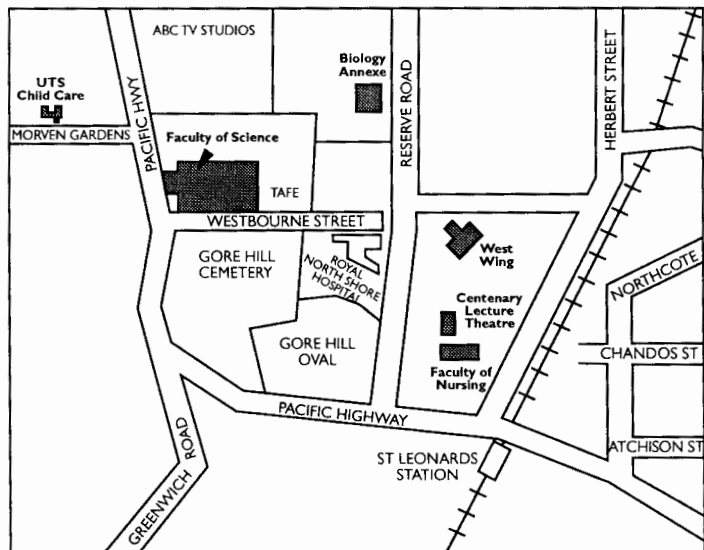 ABC TV STUDIOS
Biology
Annexe
UTS
Child Care
MORVEN GARDENS
PACIFIC HWY
Faculty of Science
TAFE
RESERVE ROAD
HERBERT STREET
WESTBOURNE STREET
GORE HILL
CEMETERY
ROYAL
NORTH SHORE
HOSPITAL
West
Wing
NORTHCOTE
Centenary
Lecture
Theatre
GORE HILL
OVAL
Faculty of
Nursing
CHANDOS ST
PACIFIC HIGHWAY
GREENWICH ROAD
ST LEONARDS
STATION
ATCHISON ST